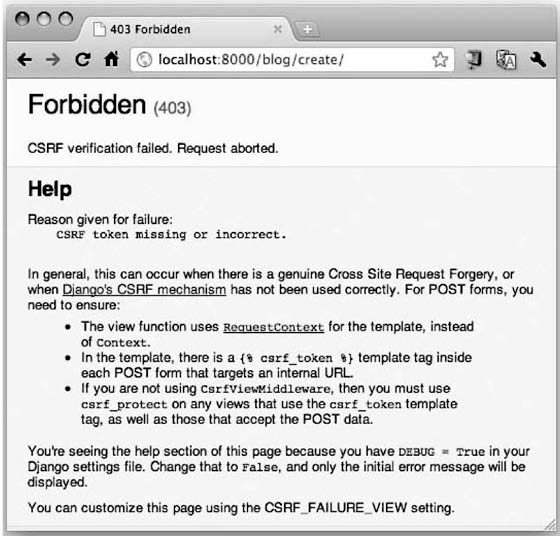 403 Forbidden
localhost:8000/blog/create/
Forbidden (403)
CSRF verification failed. Request aborted.
Help
Reason given for failure:
CSRF token missing or incorrect.
In general, this can occur when there is a genuine Cross Site Request Forgery, or
when Django's CSRF mechanism has not been used correctly. For POST forms, you
need to ensure:
• The view function uses RequestContext for the template, instead
of Context.
• In the template, there is a {% csrf_token %} template tag inside
each POST form that targets an internal URL.
• If you are not using CsrfViewMiddleware, then you must use
csrf_protect on any views that use the csrf_token template
tag, as well as those that accept the POST data.
You're seeing the help section of this page because you have DEBUG = True in your
Django settings file. Change that to False, and only the initial error message will be
displayed.
You can customize this page using the CSRF_FAILURE_VIEW setting.